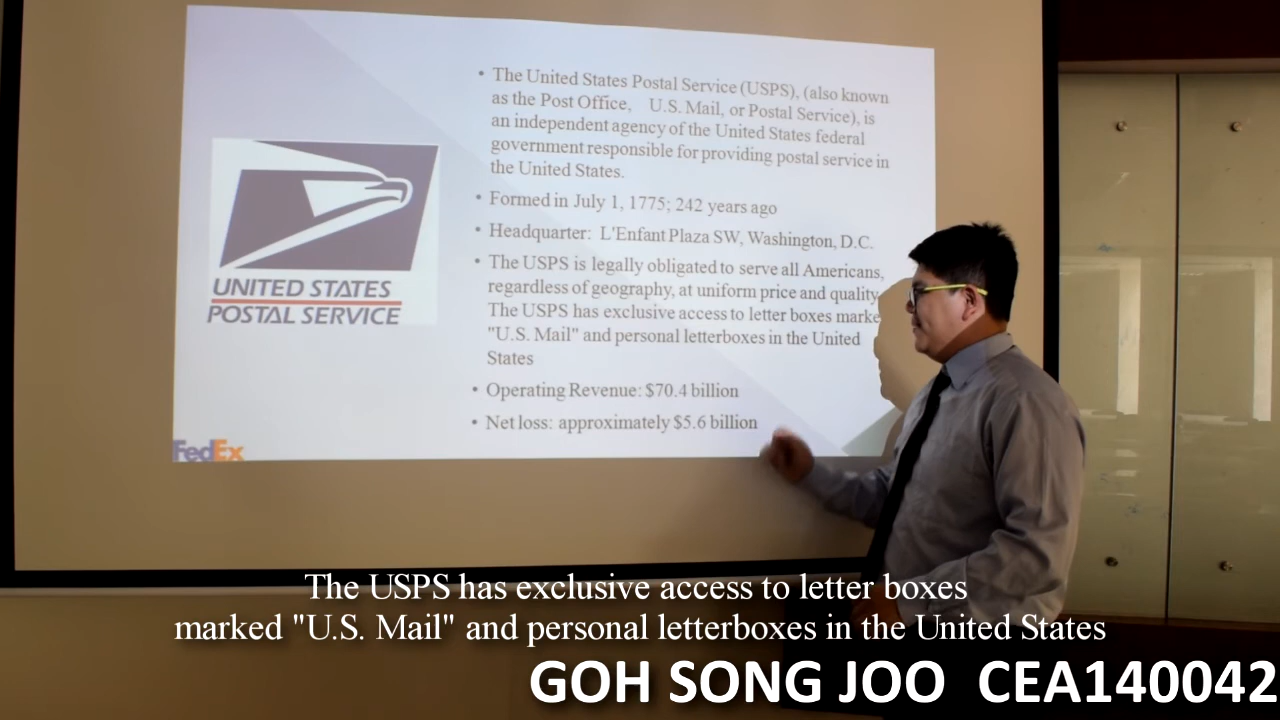 • The United States Postal Service (USPS), (also known
as the Post Office, U.S. Mail, or Postal Service), is
an independent agency of the United States federal
government responsible for providing postal service in
the United States.
• Formed in July 1, 1775; 242 years ago
• Headquarter: L'Enfant Plaza SW, Washington, D.C.
• The USPS is legally obligated to serve all Americans,
regardless of geography, at uniform price and quality
The USPS has exclusive access to letter boxes marke
"U.S. Mail" and personal letterboxes in the United
States
• Operating Revenue: $70.4 billion
• Net loss: approximately $5.6 billion
UNITED STATES
POSTAL SERVICE
FedEx
The USPS has exclusive access to letter boxes
marked "U.S. Mail" and personal letterboxes in the United States
GOH SONG JOO CEA140042